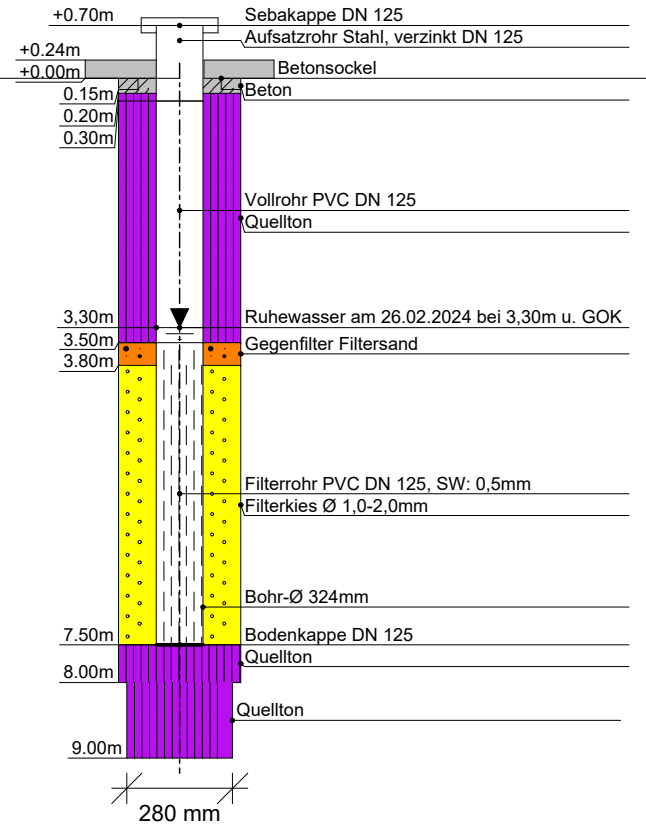 +0.70m
Sebakappe DN 125
Aufsatzrohr Stahl, verzinkt DN 125
+0.24m
+0.00m
Betonsockel
0.15m
Beton
0.20m
0.30m
Vollrohr PVC DN 125
Quellton
3,30m
Ruhewasser am 26.02.2024 bei 3,30m u. GOK
3.50m
Gegenfilter Filtersand
3.80m
Filterrohr PVC DN 125, SW: 0,5mm
Filterkies Ø 1,0-2,0mm
Bohr-Ø 324mm
7.50m
Bodenkappe DN 125
Quellton
8.00m
Quellton
9.00m
280 mm